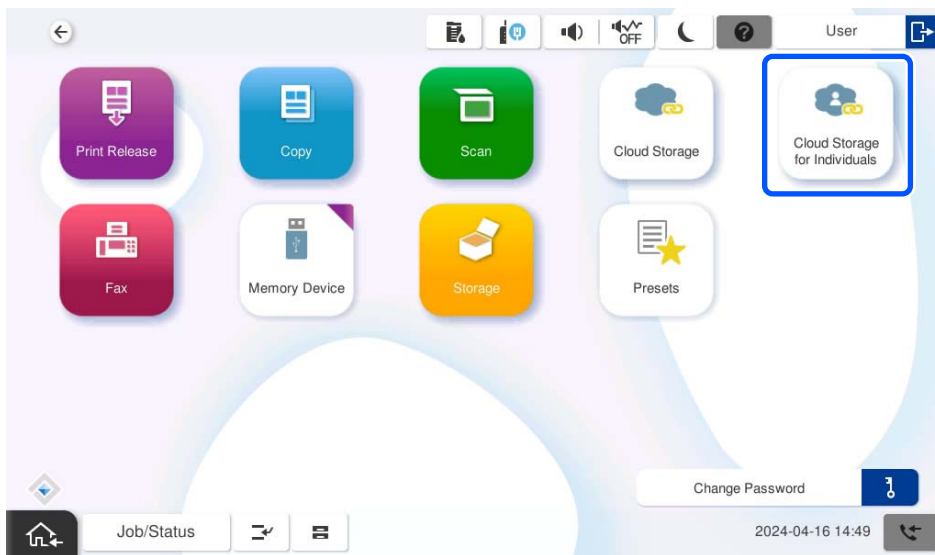 OFF
User
Print Release
Copy
Scan
Cloud Storage
Cloud Storage
for Individuals
Fax
Memory Device
Storage
Presets
Change Password
Job/Status
2024-04-16 14:49